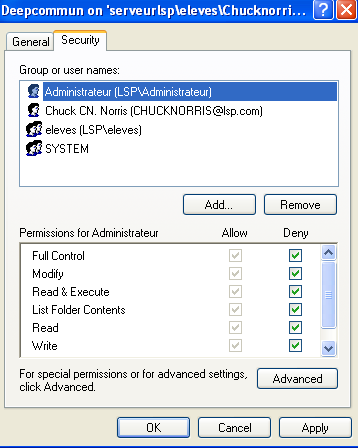 Deepcommun on 'serveurlsp\eleves\Chucknorri...
General
Security
Group or user names:
Administrateur (LSP\Administrateur)
Chuck CN. Norris (CHUCKNORRIS@lsp.com)
eleves (LSP\eleves)
SYSTEM
Add...
Remove
Permissions for Administrateur
Allow
Deny
Full Control
Modify
Read & Execute
List Folder Contents
Read
Write
For special permissions or for advanced settings,
click Advanced.
Advanced
OK
Cancel
Apply